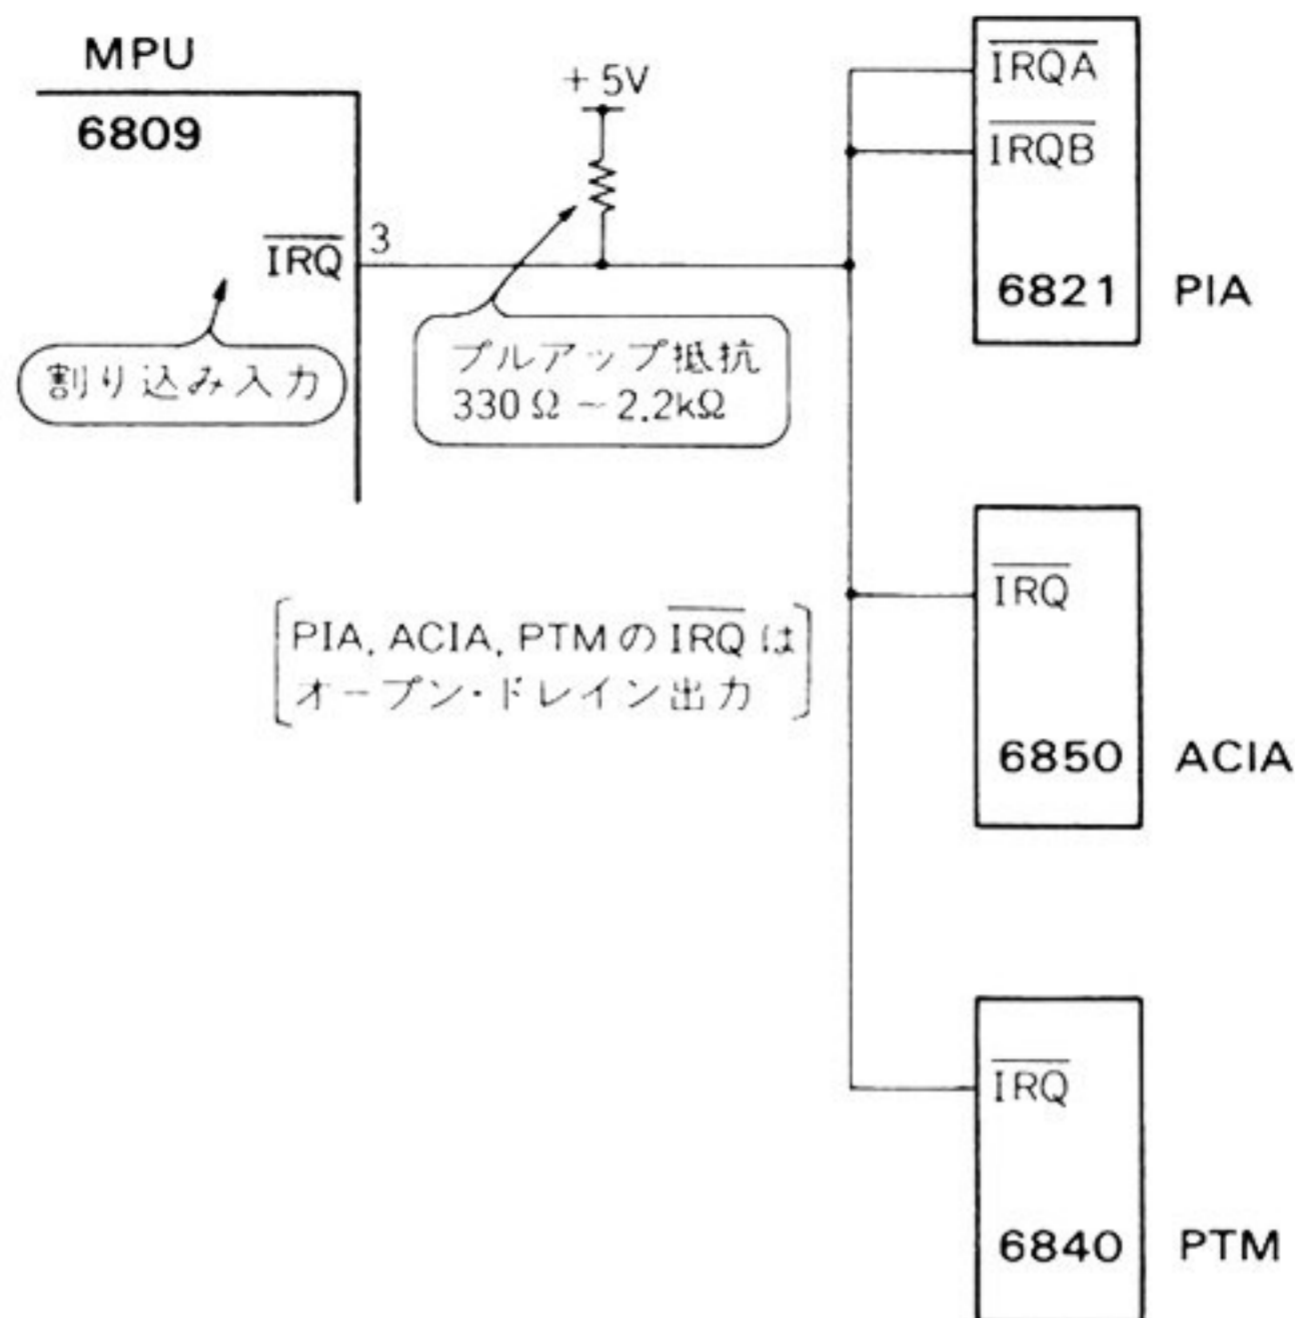 MPU
6809
IRQ
3
割り込み入力
+5V
プルアップ抵抗
330Ω～2.2kΩ
PIA, ACIA, PTMのIRQは
オープン・ドレイン出力
IRQA
IRQB
6821
PIA
IRQ
6850
ACIA
IRQ
6840
PTM